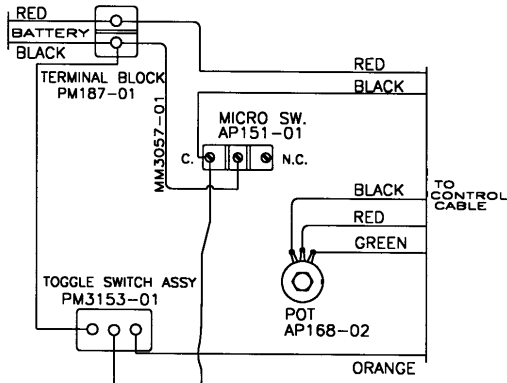 RED
BATTERY
BLACK
TERMINAL BLOCK
PM187-01
MM3057-01
MICRO SW.
AP151-01
C.
N.C.
RED
BLACK
BLACK
RED
GREEN
TO
CONTROL
CABLE
TOGGLE SWITCH ASSY
PM3153-01
POT
AP168-02
ORANGE